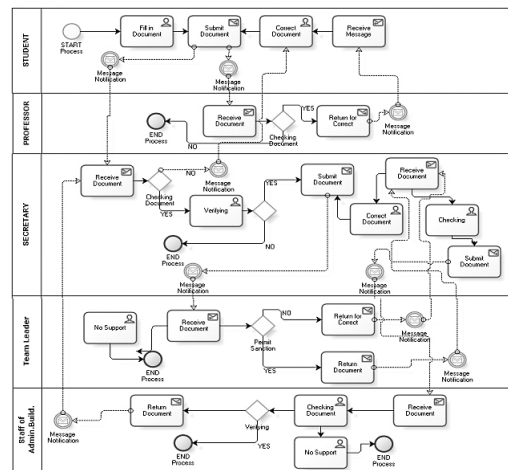 STUDENT
START
Process
Fill in
Document
Submit
Document
Correct
Document
Receive
Message
Message
Notification
Message
Notification
PROFESSOR
Receive
Document
YES
Return for
Correct
Message
Notification
END
Process
NO
Checking
Document
SECRETARY
Receive
Document
NO
Message
Notification
Checking
Document
YES
Verifying
YES
Submit
Document
Receive
Document
Correct
Document
Checking
END
Process
NO
Submit
Document
Message
Notification
Message
Notification
Team Leader
No Support
Receive
Document
NO
Return for
Correct
Message
Notification
Permit
Sanction
END
Process
YES
Return
Document
Message
Notification
Staff of
Admin.Build.
Message
Notification
Return
Document
Verifying
YES
Checking
Document
Receive
Document
END
Process
No Support
END
Process